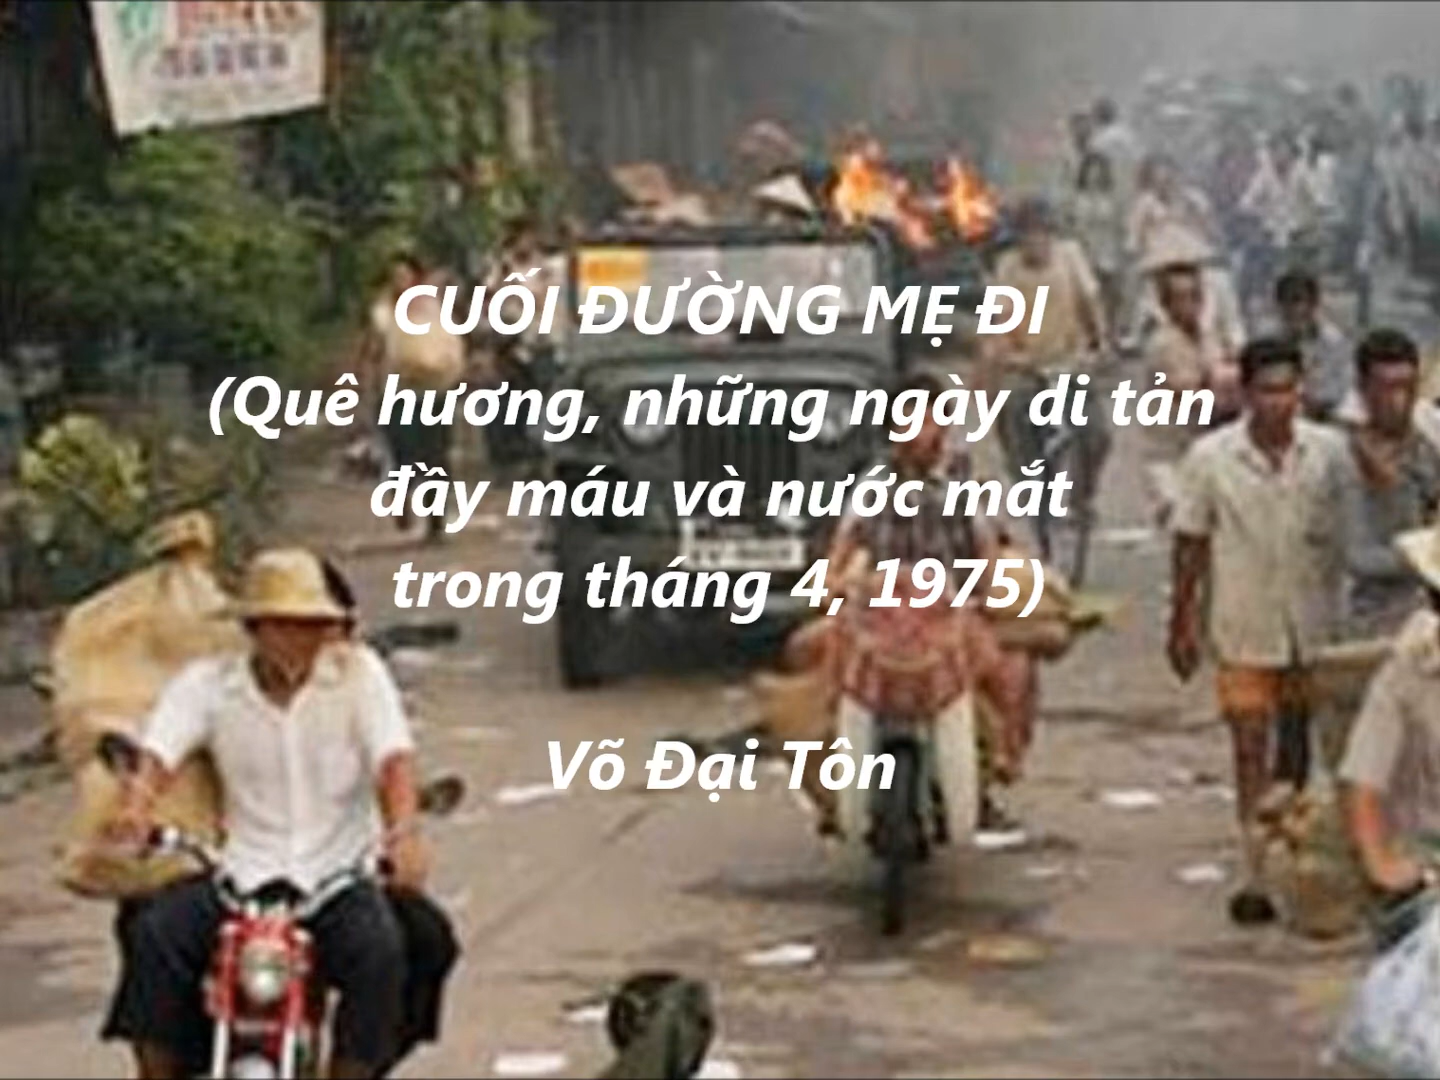 CUỐI ĐƯỜNG MẸ ĐI
(Quê hương, những ngày di tản
đầy máu và nước mắt
trong tháng 4, 1975)
Võ Đại Tôn